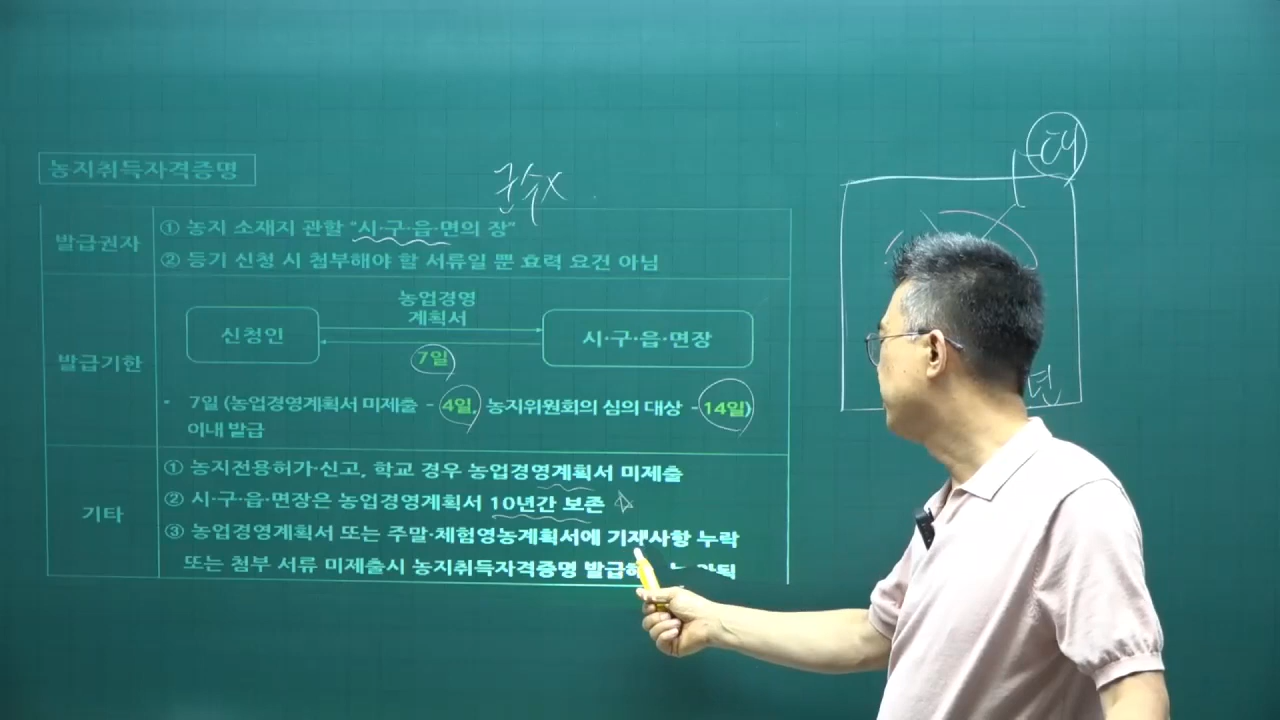 농지취득자격증명
군수X
발급권자
① 농지 소재지 관할 "시·구·읍·면의 장"
② 등기 신청 시 첨부해야 할 서류일 뿐 효력 요건 아님
발급기한
신청인
농업경영
계획서
7일
시·구·읍·면장
- 7일 (농업경영계획서 미제출 - 4일, 농지위원회의 심의 대상 - 14일)
이내 발급
기타
① 농지전용허가·신고, 학교 경우 농업경영계획서 미제출
② 시·구·읍·면장은 농업경영계획서 10년간 보존 ☆
③ 농업경영계획서 또는 주말·체험영농계획서에 기재사항 누락
또는 첨부 서류 미제출시 농지취득자격증명 발급
년